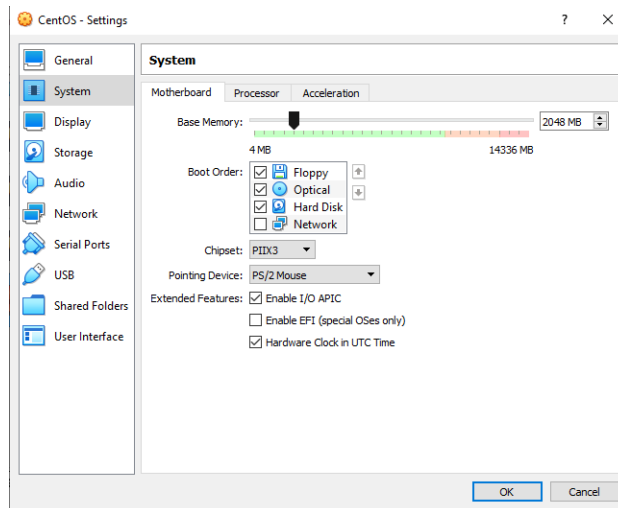 CentOS - Settings
?
General
System
Display
Storage
Audio
Network
Serial Ports
USB
Shared Folders
User Interface
System
Motherboard Processor Acceleration
Base Memory: 2048 MB
4 MB 14336 MB
Boot Order: Floppy
Optical
Hard Disk
Network
Chipset: PIIX3
Pointing Device: PS/2 Mouse
Extended Features: Enable I/O APIC
Enable EFI (special OSes only)
Hardware Clock in UTC Time
OK Cancel